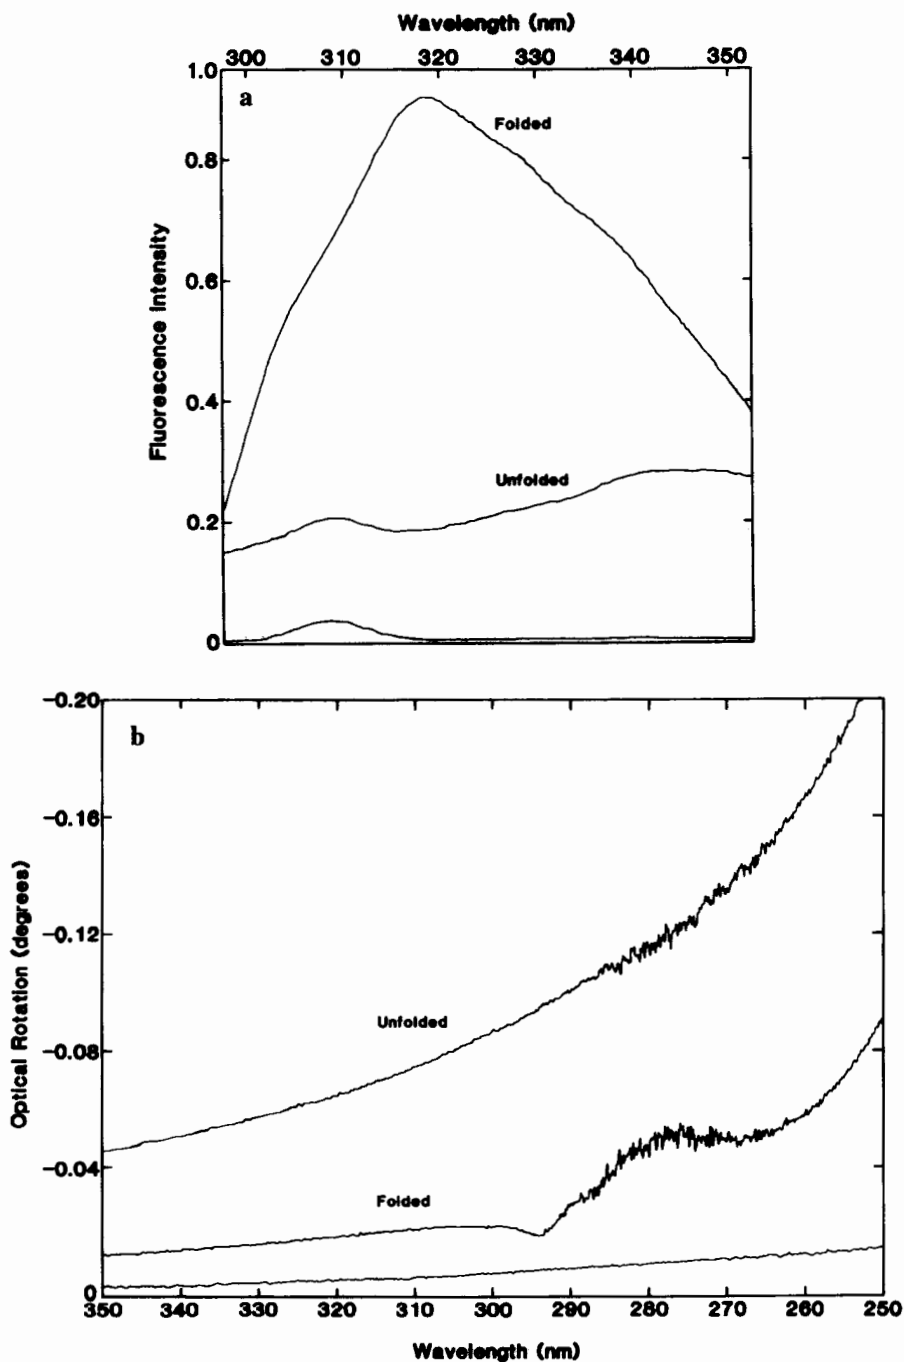 Wavelength (nm)
300 310 320 330 340 350
1.0
a
Folded
0.8
0.6
Fluorescence Intensity
0.4
Unfolded
0.2
0
-0.20
b
-0.16
-0.12
Optical Rotation (degrees)
Unfolded
-0.08
-0.04
Folded
0
350 340 330 320 310 300 290 280 270 260 250
Wavelength (nm)